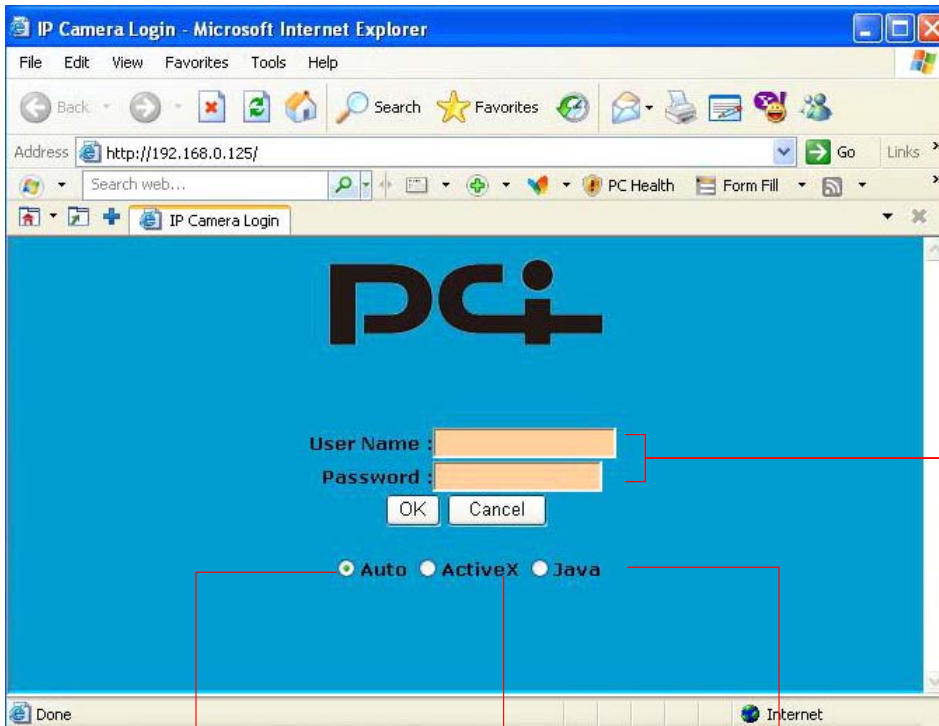 IP Camera Login - Microsoft Internet Explorer
File Edit View Favorites Tools Help
Back Search Favorites
Address http://192.168.0.125/ Go Links »
Search web... PC Health Form Fill »
IP Camera Login
PCi
User Name :
Password :
OK Cancel
Auto ActiveX Java
Done Internet